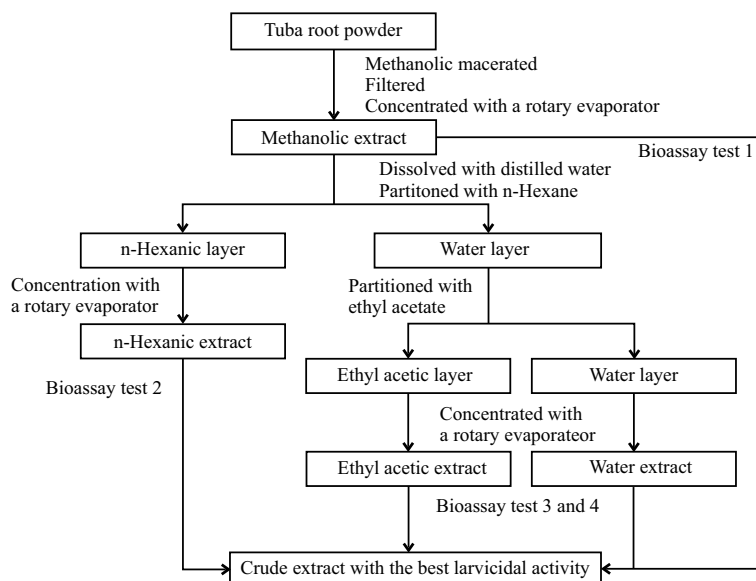 Tuba root powder
Methanolic macerated
Filtered
Concentrated with a rotary evaporator
Methanolic extract
Bioassay test 1
Dissolved with distilled water
Partitoned with n-Hexane
n-Hexanic layer
Water layer
Concentration with
a rotary evaporator
Partitioned with
ethyl acetate
n-Hexanic extract
Bioassay test 2
Ethyl acetic layer
Water layer
Concentrated with
a rotary evaporateor
Ethyl acetic extract
Water extract
Bioassay test 3 and 4
Crude extract with the best larvicidal activity